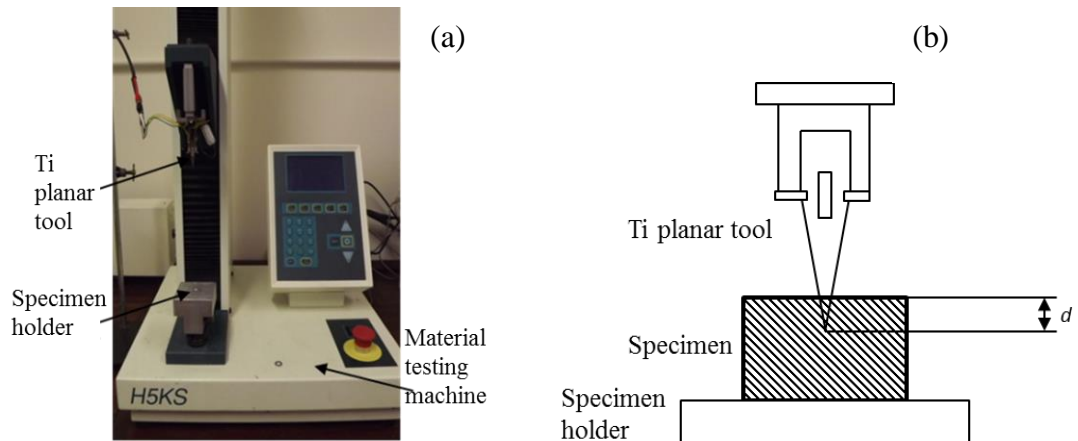 (a)
Ti
planar
tool
Specimen
holder
Material
testing
machine
H5KS
(b)
Ti planar tool
d
Specimen
Specimen
holder